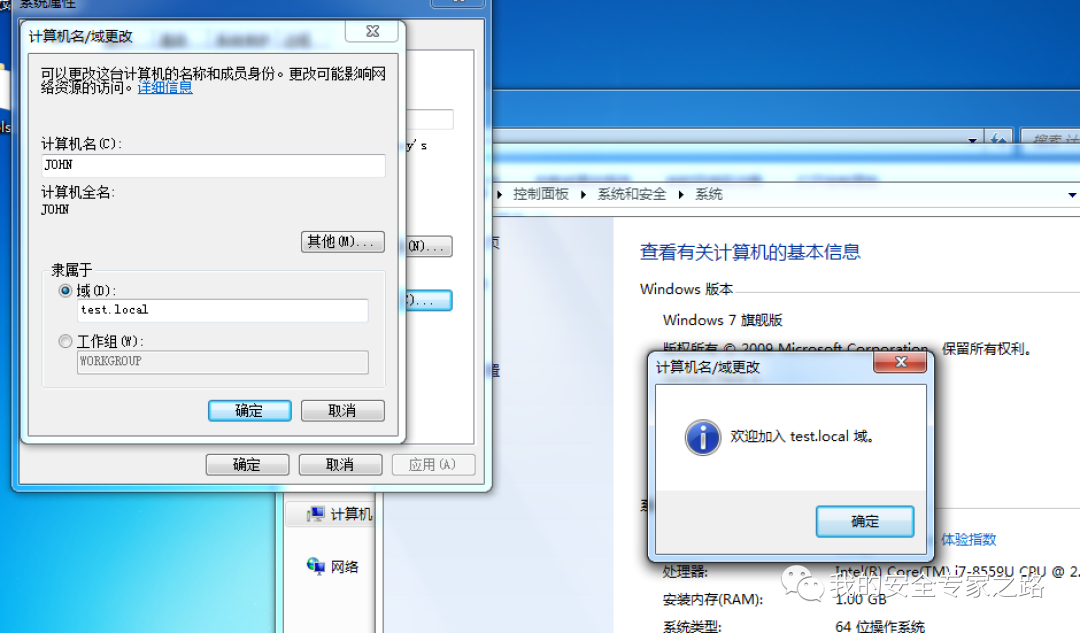 系统属性
计算机名/域更改
可以更改这台计算机的名称和成员身份。更改可能影响网
络资源的访问。详细信息
计算机名(C):
JOHN
计算机全名:
JOHN
其他(M)...
隶属于
域(D):
test.local
工作组(W):
WORKGROUP
确定
取消
确定
取消
应用(A)
y's
(N)...
)...
ls
计算机
网络
控制面板
系统和安全
系统
页
置
查看有关计算机的基本信息
Windows 版本
Windows 7 旗舰版
版权所有 © 2009 Microsoft Corporation。保留所有权利。
计算机名/域更改
欢迎加入 test.local 域。
确定
体验指数
处理器:
Intel(R) Core(TM) i7-8559U CPU @ 2.
安装内存(RAM):
1.00 GB
系统类型:
64 位操作系统
我的安全专家之路